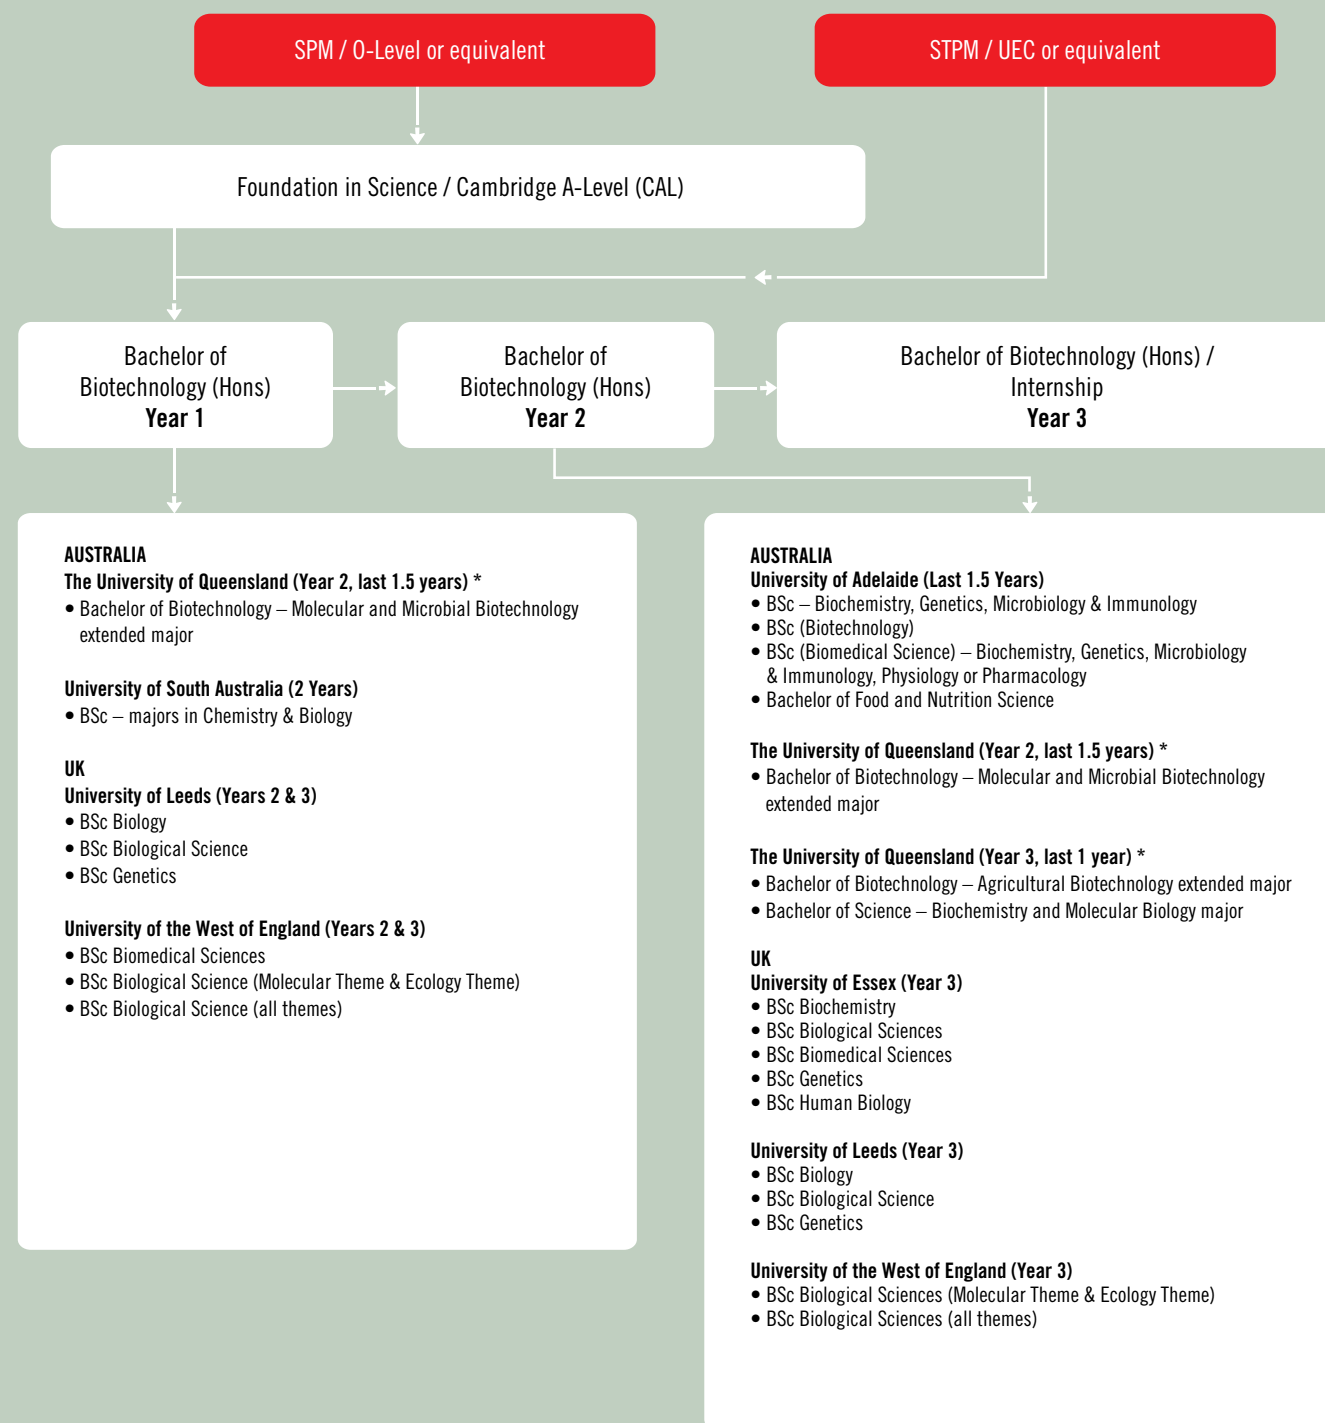 SPM / O-Level or equivalent
STPM / UEC or equivalent
Foundation in Science / Cambridge A-Level (CAL)
Bachelor of
Biotechnology (Hons)
Year 1
Bachelor of
Biotechnology (Hons)
Year 2
Bachelor of Biotechnology (Hons) /
Internship
Year 3
AUSTRALIA
The University of Queensland (Year 2, last 1.5 years) *
• Bachelor of Biotechnology – Molecular and Microbial Biotechnology
extended major
University of South Australia (2 Years)
• BSc – majors in Chemistry & Biology
UK
University of Leeds (Years 2 & 3)
• BSc Biology
• BSc Biological Science
• BSc Genetics
University of the West of England (Years 2 & 3)
• BSc Biomedical Sciences
• BSc Biological Science (Molecular Theme & Ecology Theme)
• BSc Biological Science (all themes)
AUSTRALIA
University of Adelaide (Last 1.5 Years)
• BSc – Biochemistry, Genetics, Microbiology & Immunology
• BSc (Biotechnology)
• BSc (Biomedical Science) – Biochemistry, Genetics, Microbiology
& Immunology, Physiology or Pharmacology
• Bachelor of Food and Nutrition Science
The University of Queensland (Year 2, last 1.5 years) *
• Bachelor of Biotechnology – Molecular and Microbial Biotechnology
extended major
The University of Queensland (Year 3, last 1 year) *
• Bachelor of Biotechnology – Agricultural Biotechnology extended major
• Bachelor of Science – Biochemistry and Molecular Biology major
UK
University of Essex (Year 3)
• BSc Biochemistry
• BSc Biological Sciences
• BSc Biomedical Sciences
• BSc Genetics
• BSc Human Biology
University of Leeds (Year 3)
• BSc Biology
• BSc Biological Science
• BSc Genetics
University of the West of England (Year 3)
• BSc Biological Sciences (Molecular Theme & Ecology Theme)
• BSc Biological Sciences (all themes)